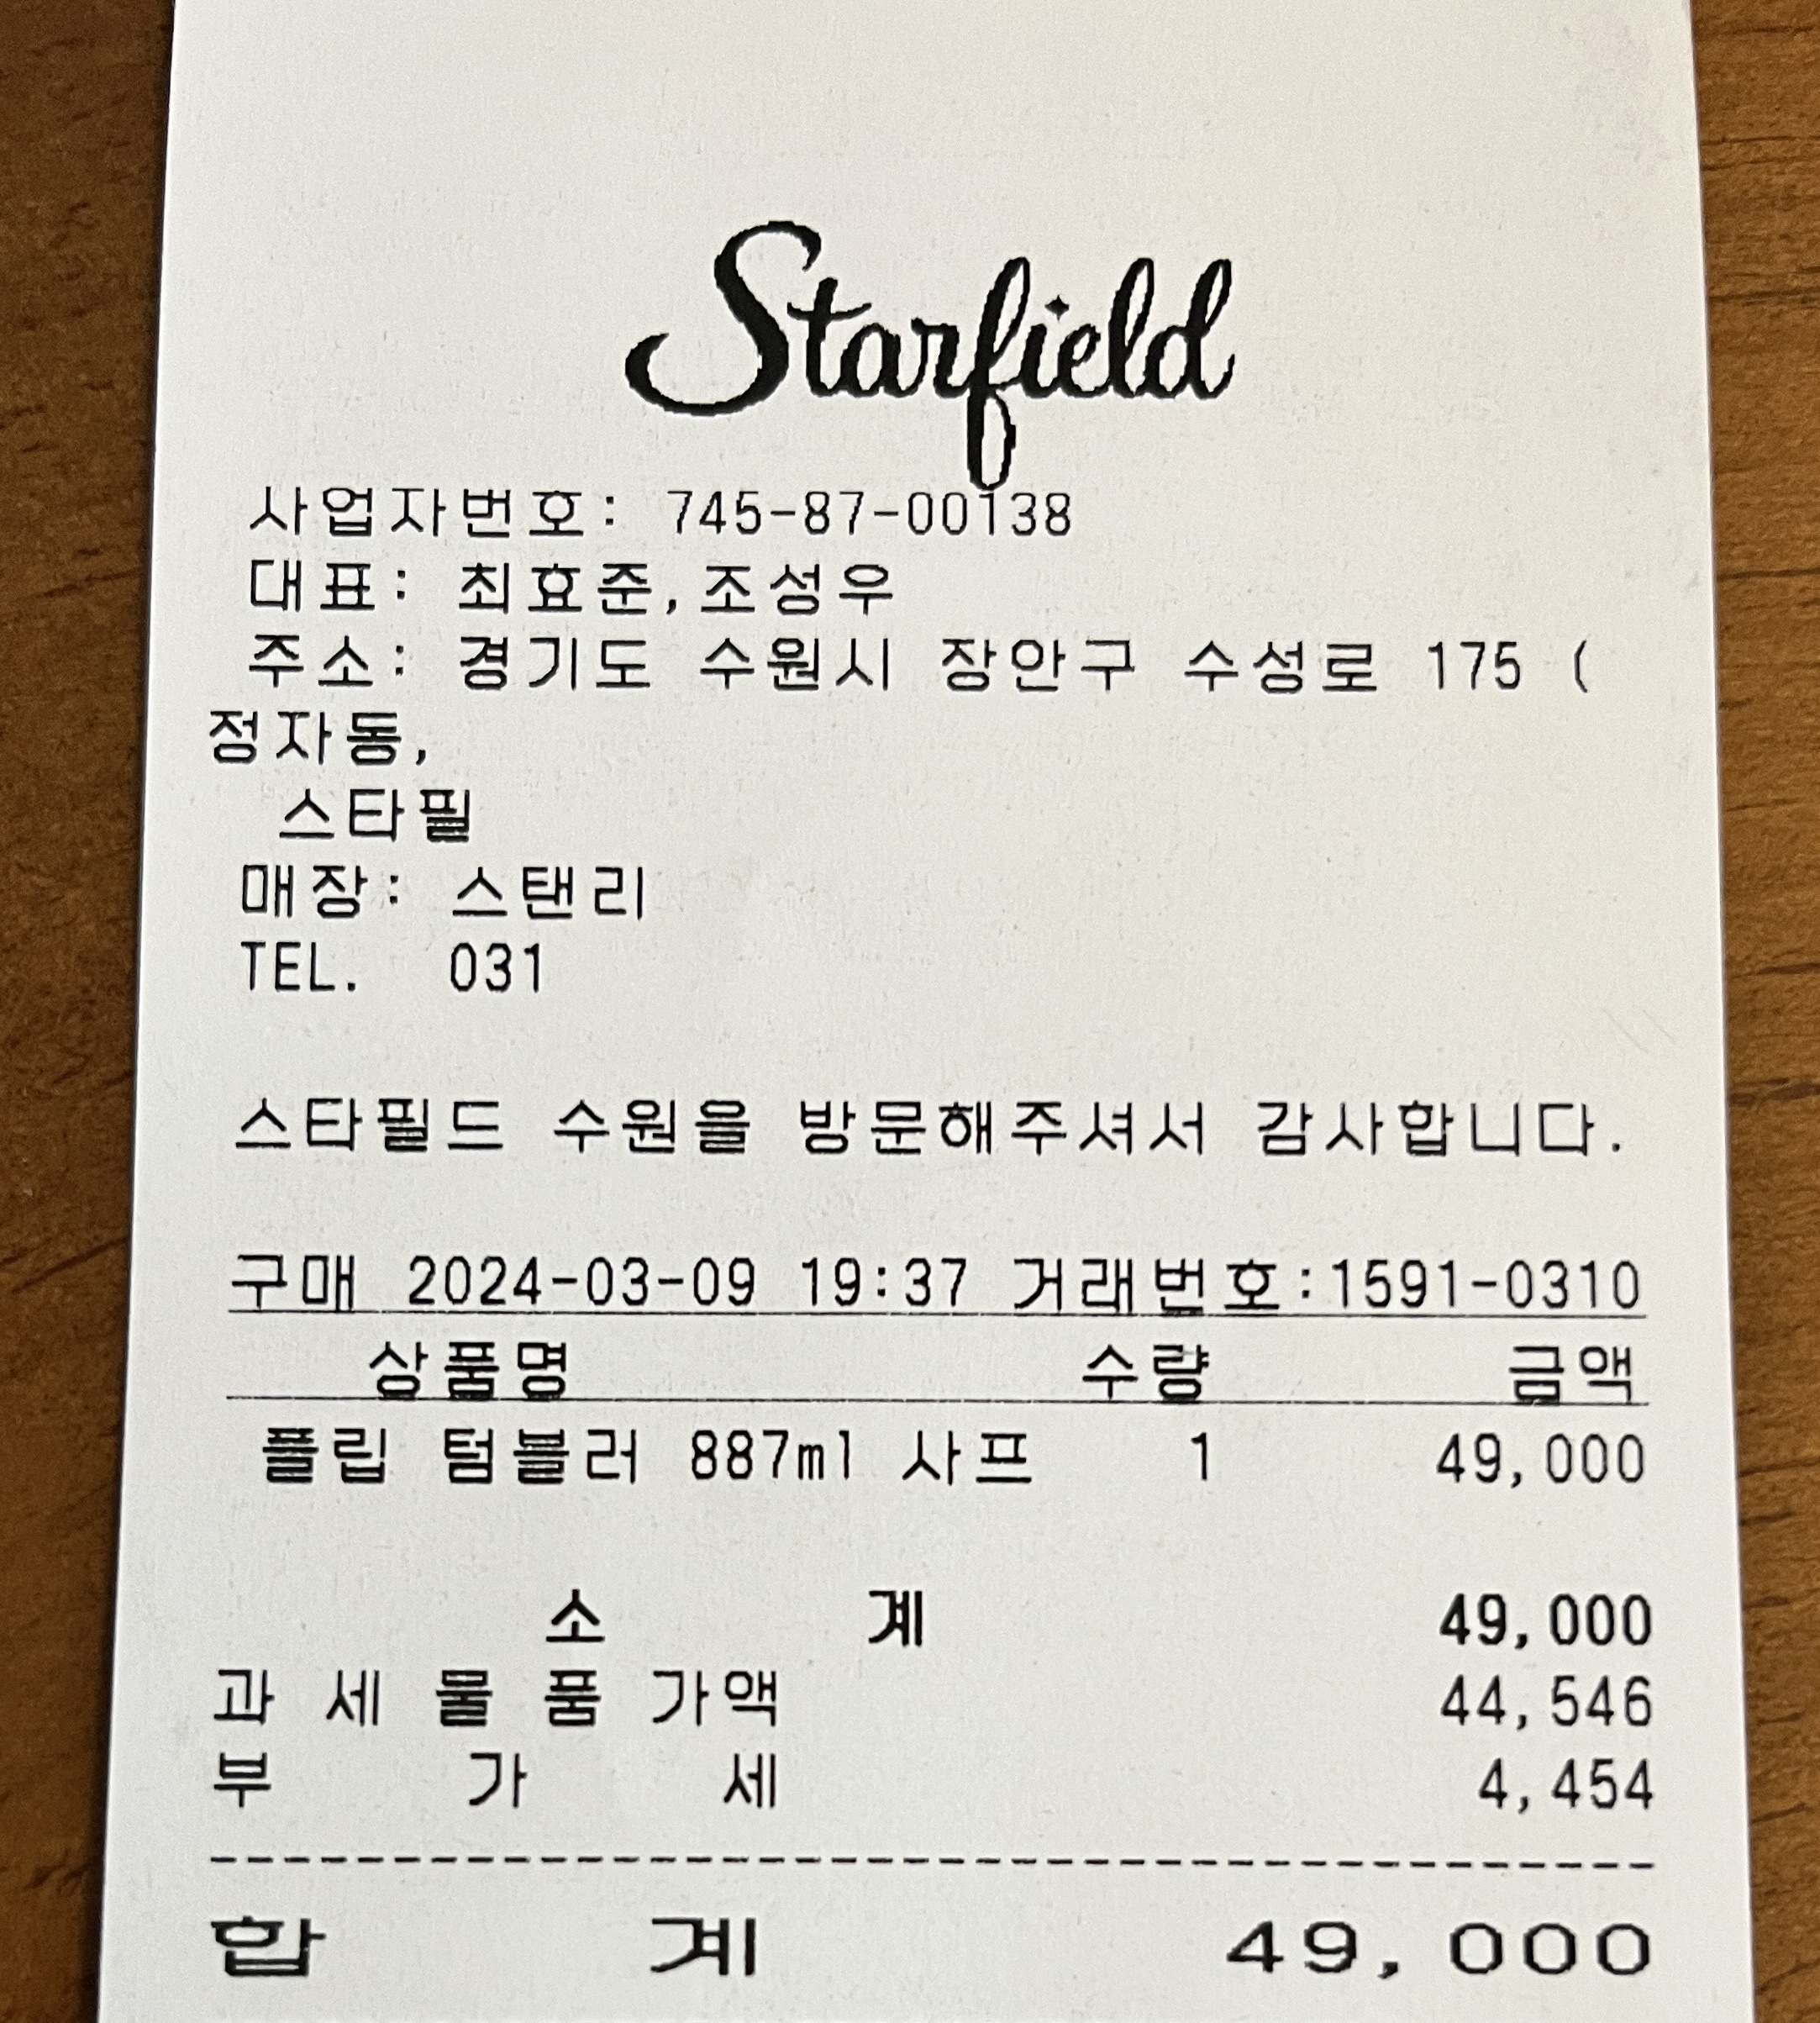 Starfield
사업자번호: 745-87-00138
대표: 최효준,조성우
주소: 경기도 수원시 장안구 수성로 175 (
정자동,
스타필
매장: 스탠리
TEL. 031
스타필드 수원을 방문해주셔서 감사합니다.
구매 2024-03-09 19:37 거래번호:1591-0310
상품명 수량 금액
플립 텀블러 887ml 사프 1 49,000
소 계 49,000
과 세 물 품 가액 44,546
부 가 세 4,454
합 계 49,000